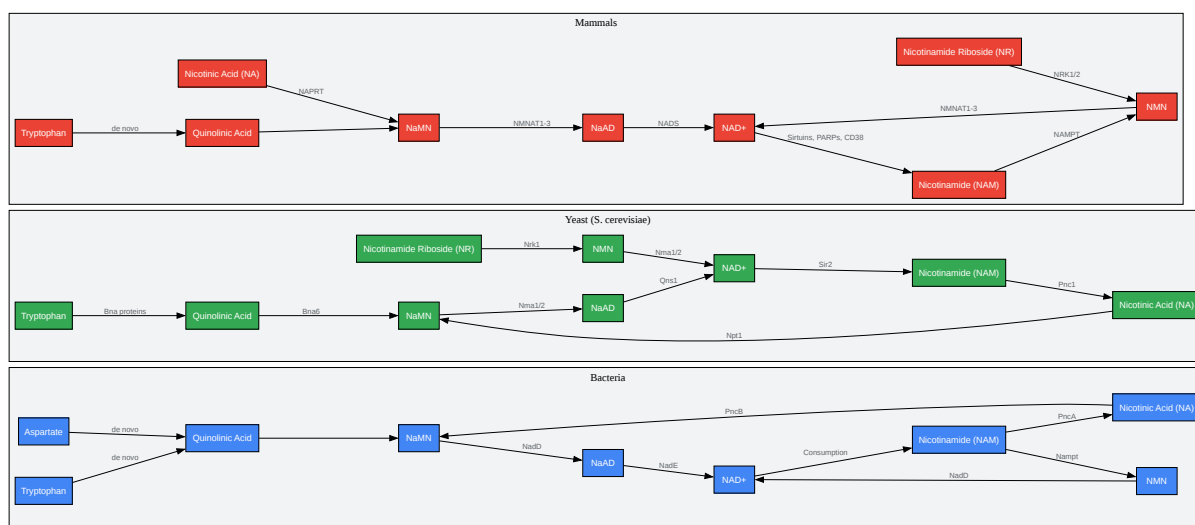 Mammals
Nicotinamide Riboside (NR)
Nicotinic Acid (NA)
NRK1/2
NAPRT
NMN
NMNAT1-3
Tryptophan
de novo
Quinolinic Acid
NaMN
NMNAT1-3
NaAD
NADS
NAD+
Sirtuins, PARPs, CD38
NAMPT
Nicotinamide (NAM)
Yeast (S. cerevisiae)
Nicotinamide Riboside (NR)
Nrk1
NMN
Nma1/2
NAD+
Sir2
Nicotinamide (NAM)
Pnc1
Qns1
Tryptophan
Bna proteins
Quinolinic Acid
Bna6
NaMN
Nma1/2
NaAD
Nicotinic Acid (NA)
Npt1
Bacteria
PncB
Nicotinic Acid (NA)
Aspartate
de novo
Quinolinic Acid
NaMN
PncA
Nicotinamide (NAM)
NadD
Consumption
Nampt
de novo
NaAD
NadE
NAD+
NadD
NMN
Tryptophan